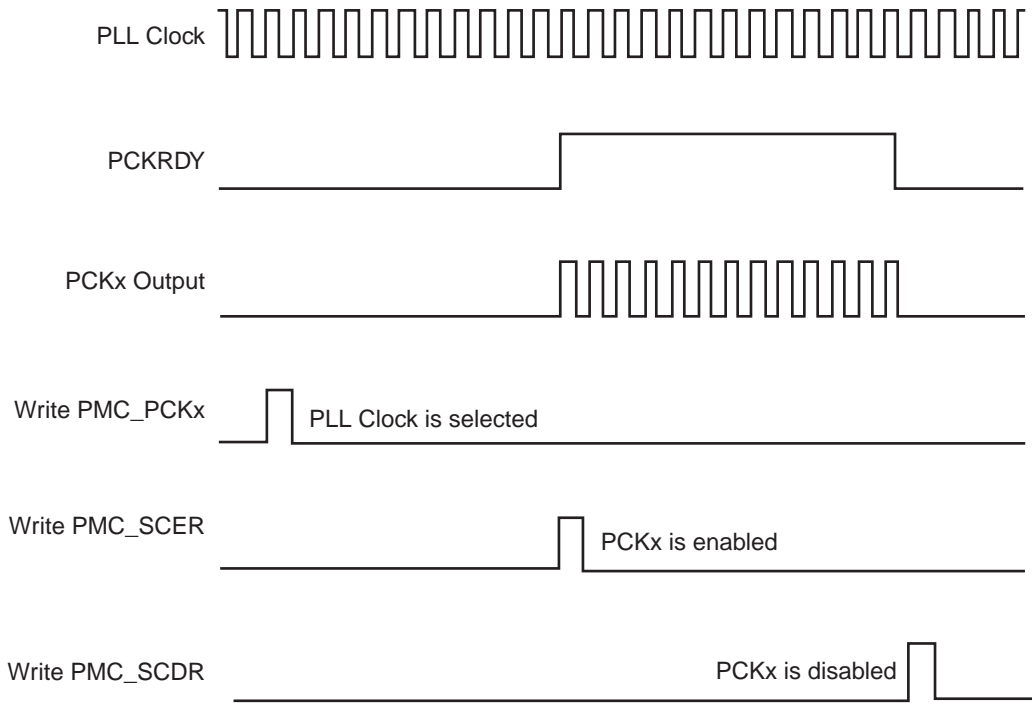 PLL Clock
PCKRDY
PCKx Output
Write PMC_PCKx
PLL Clock is selected
Write PMC_SCER
PCKx is enabled
Write PMC_SCDR
PCKx is disabled